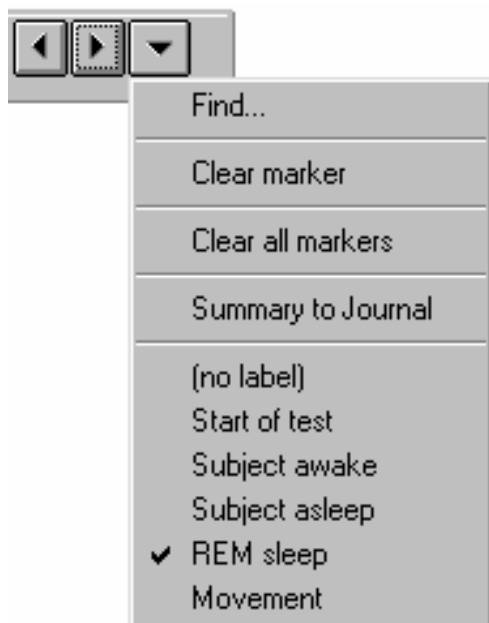 Find...
Clear marker
Clear all markers
Summary to Journal
(no label)
Start of test
Subject awake
Subject asleep
REM sleep
Movement